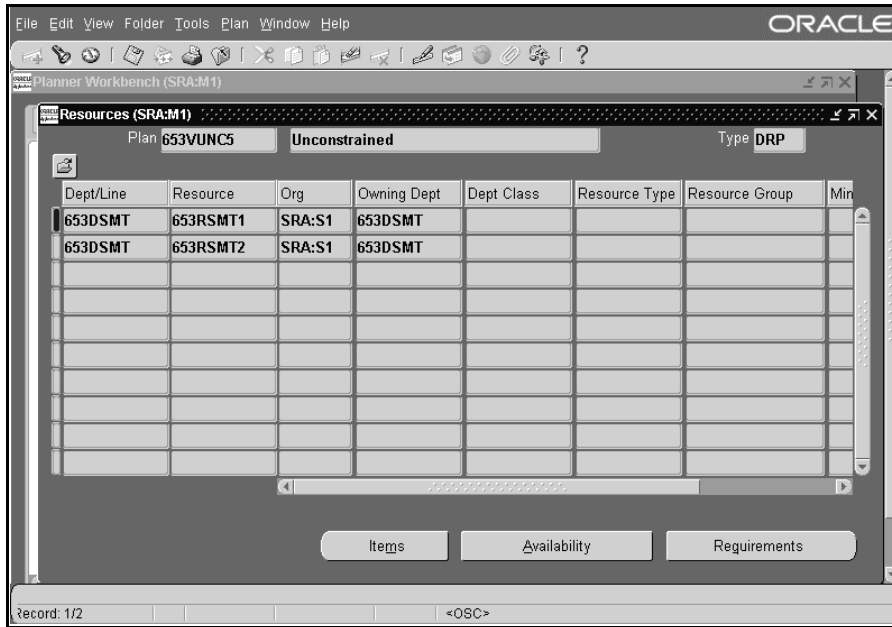 File Edit View Folder Tools Plan Window Help ORACLE
Planner Workbench (SRA:M1)
Resources (SRA:M1)
Plan 653VUNC5 Unconstrained Type DRP
Dept/Line Resource Org Owning Dept Dept Class Resource Type Resource Group Min
653DSMT 653RSMT1 SRA:S1 653DSMT
653DSMT 653RSMT2 SRA:S1 653DSMT
Items Availability Requirements
Record: 1/2 <OSC>